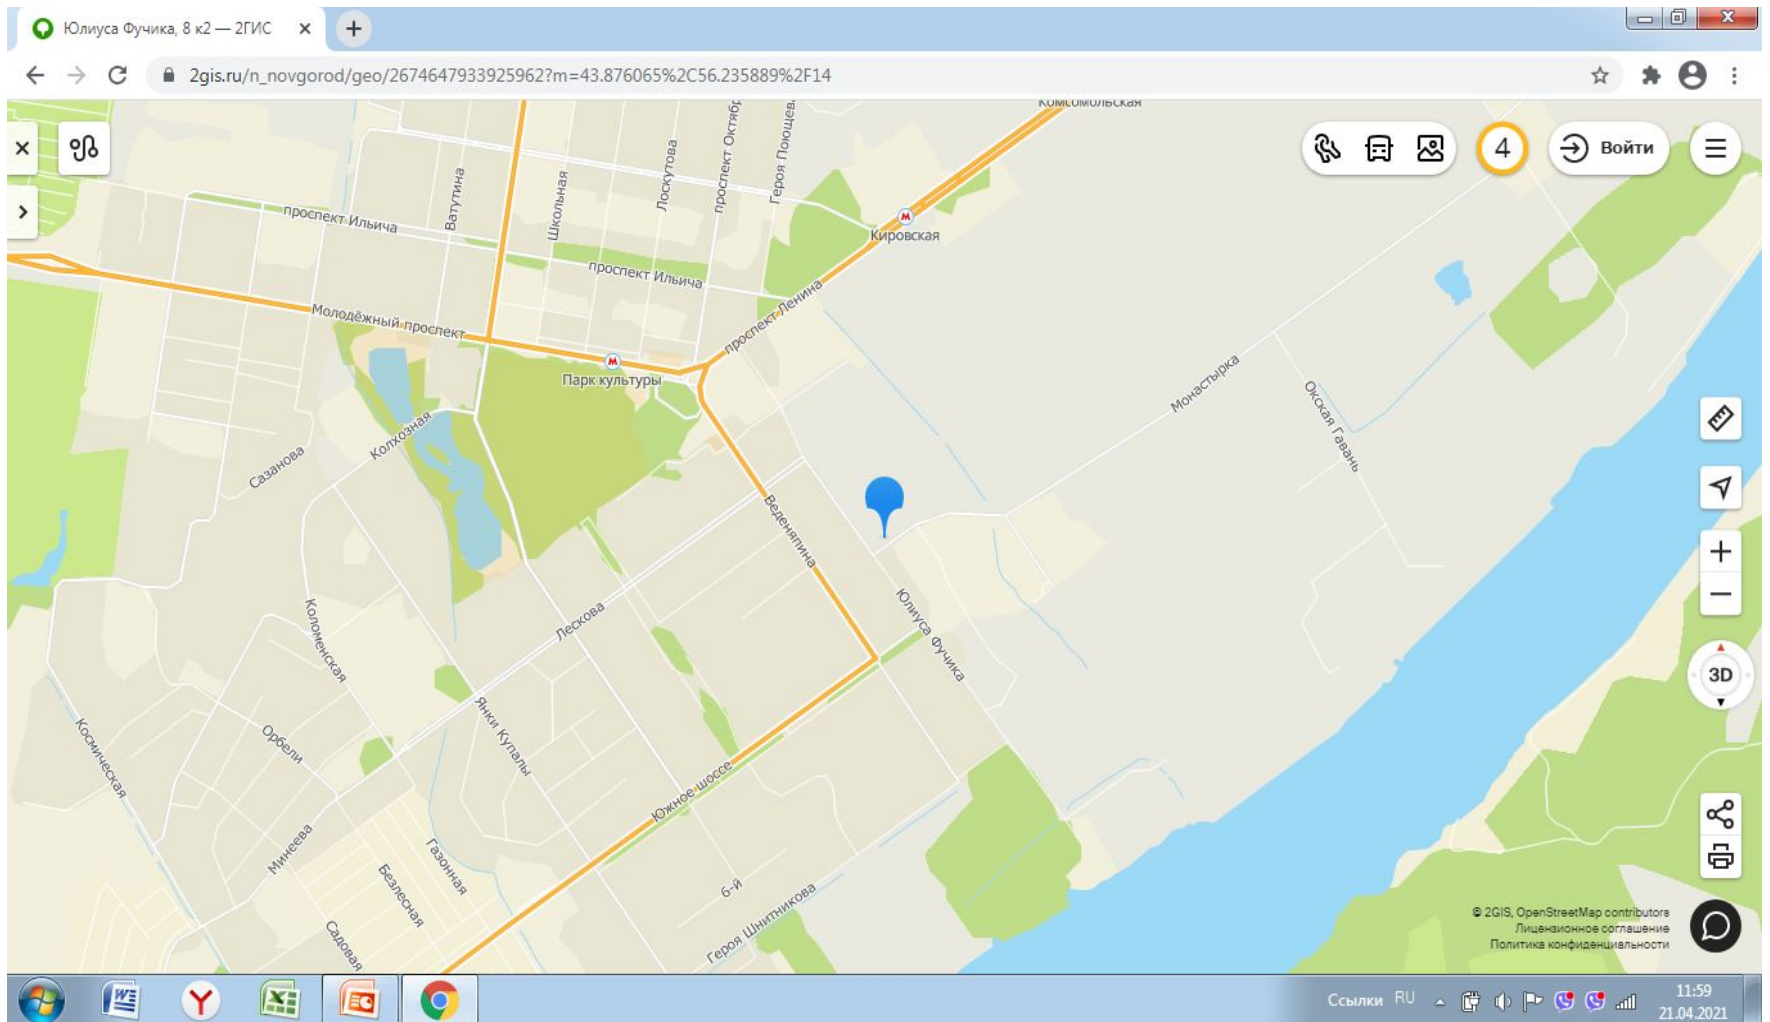 Юлиуса Фучика, 8 к2 — 2ГИС
2gis.ru/n_novgorod/geo/2674647933925962?m=43.876065%2C56.235889%2F14
Комсомольская
4
Войти
проспект Ильича
Ватутина
Школьная
Лоскутова
проспект Октябр
Героя Поющев.
М
Кировская
проспект Ильича
Молодёжный проспект
проспект Ленина
М
Парк культуры
Монастырка
Окская Гавань
Колхозная
Сазанова
Веденяпина
Лескова
Коломенская
Юлиуса Фучика
3D
Янки Купалы
Космическая
Орбели
Южное шоссе
Минеева
Газонная
Безлесная
Садовая
6-й
Героя Шнитникова
© 2GIS, OpenStreetMap contributors
Лицензионное соглашение
Политика конфиденциальности
W
Y
Ссылки RU
11:59
21.04.2021